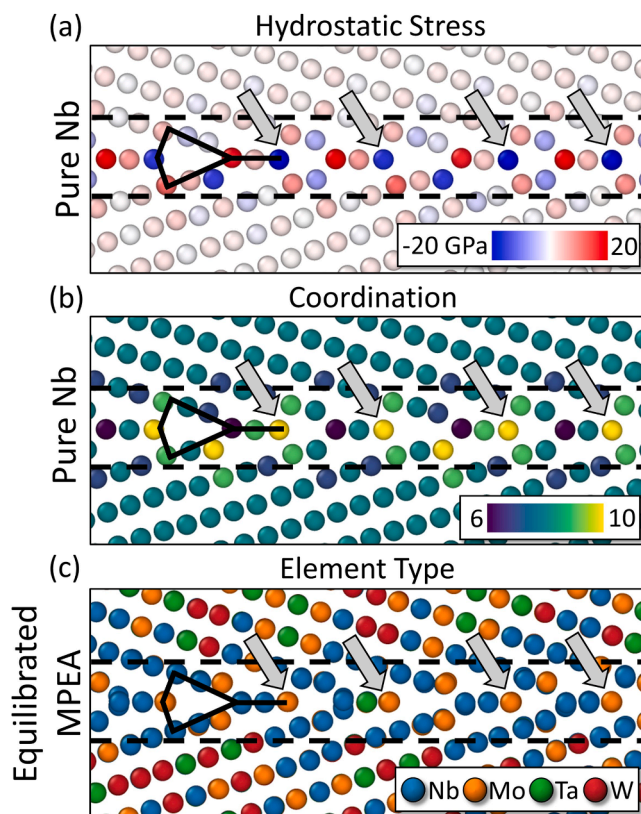 (a) Hydrostatic Stress
Pure Nb
-20 GPa 20
(b) Coordination
Pure Nb
6 10
(c) Element Type
Equilibrated
MPEA
Nb Mo Ta W